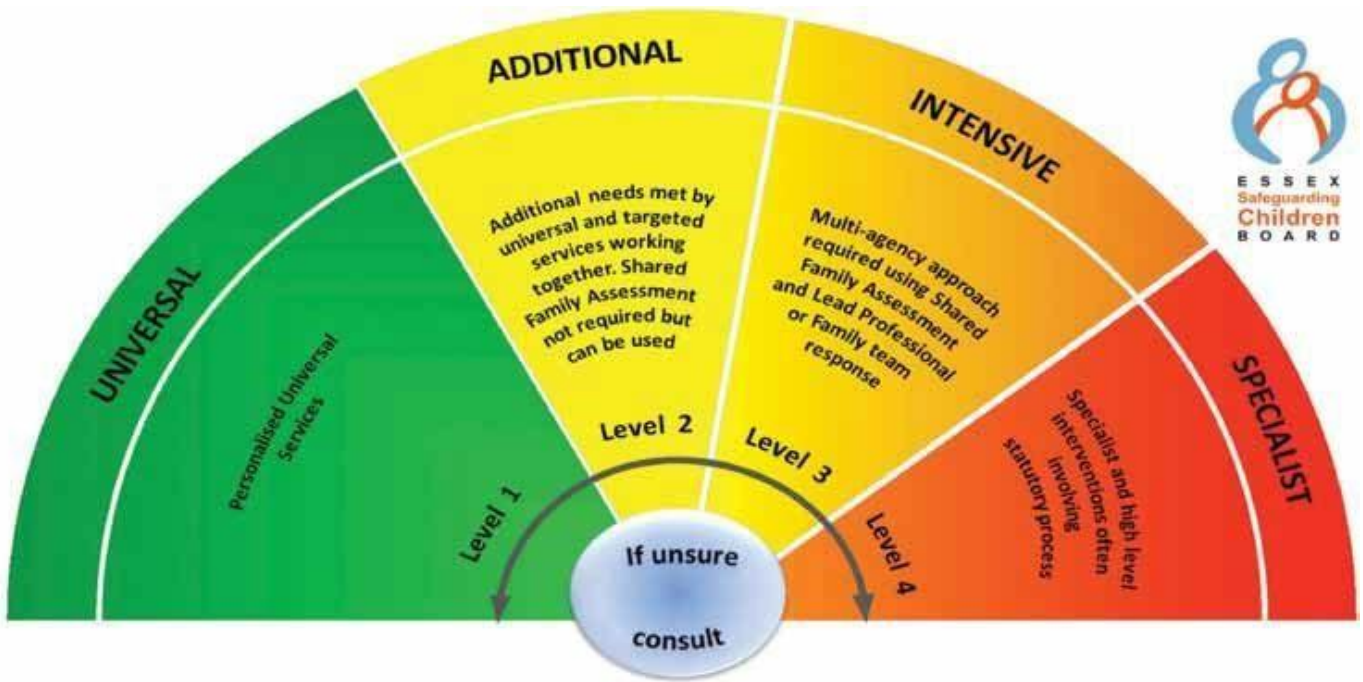 UNIVERSAL
Personalised Universal
Services
Level 1
ADDITIONAL
Additional needs met by
universal and targeted
services working
together. Shared
Family Assessment
not required but
can be used
Level 2
INTENSIVE
Multi-agency approach
required using Shared
Family Assessment
and Lead Professional
or Family team
response
Level 3
SPECIALIST
Specialist and high level
interventions often
involving
statutory process
Level 4
If unsure
consult
ESSEX
Safeguarding
Children
BOARD